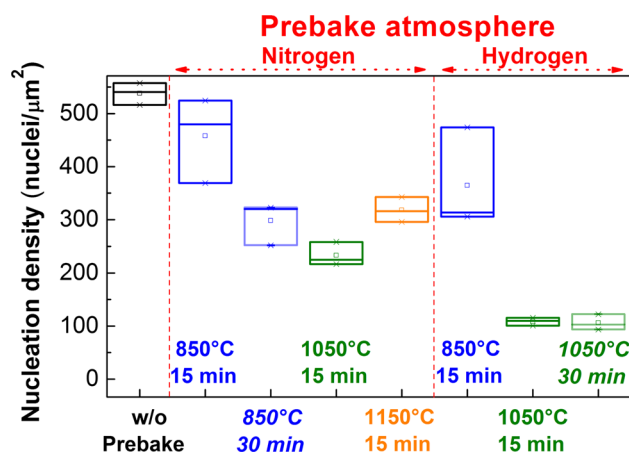 Prebake atmosphere
Nitrogen
Hydrogen
Nucleation density (nuclei/μm²)
500
400
300
200
100
0
850°C
15 min
1050°C
15 min
850°C
15 min
1050°C
30 min
w/o
Prebake
850°C
30 min
1150°C
15 min
1050°C
15 min